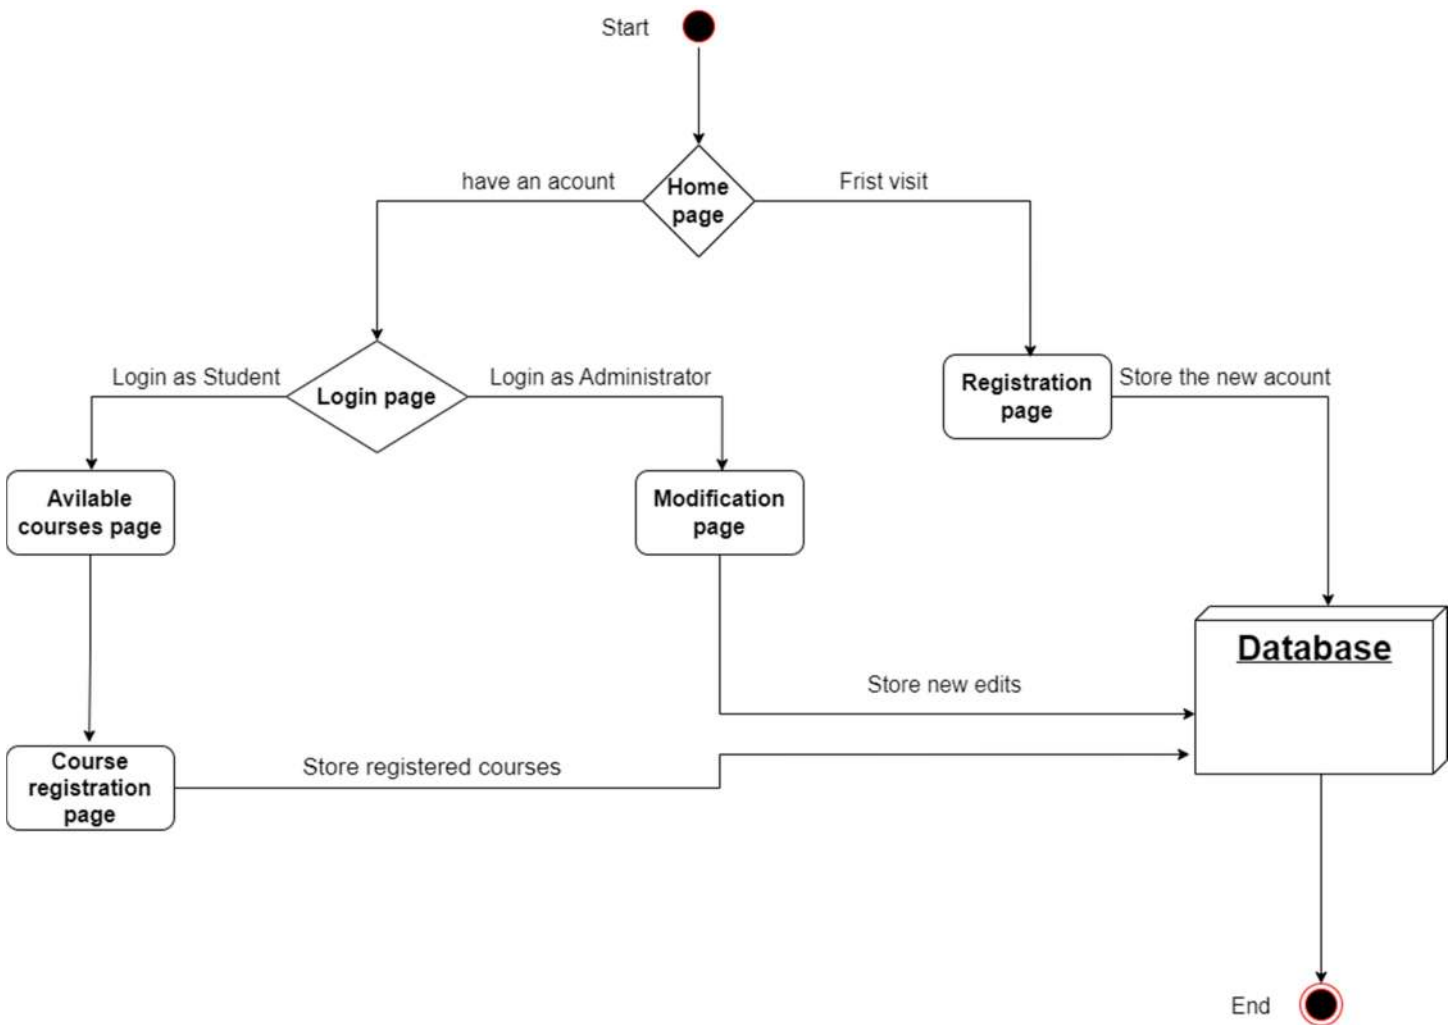 Start
have an acount
Home
page
Frist visit
Login as Student
Login page
Login as Administrator
Registration
page
Store the new acount
Avilable
courses page
Modification
page
Database
Store new edits
Course
registration
page
Store registered courses
End